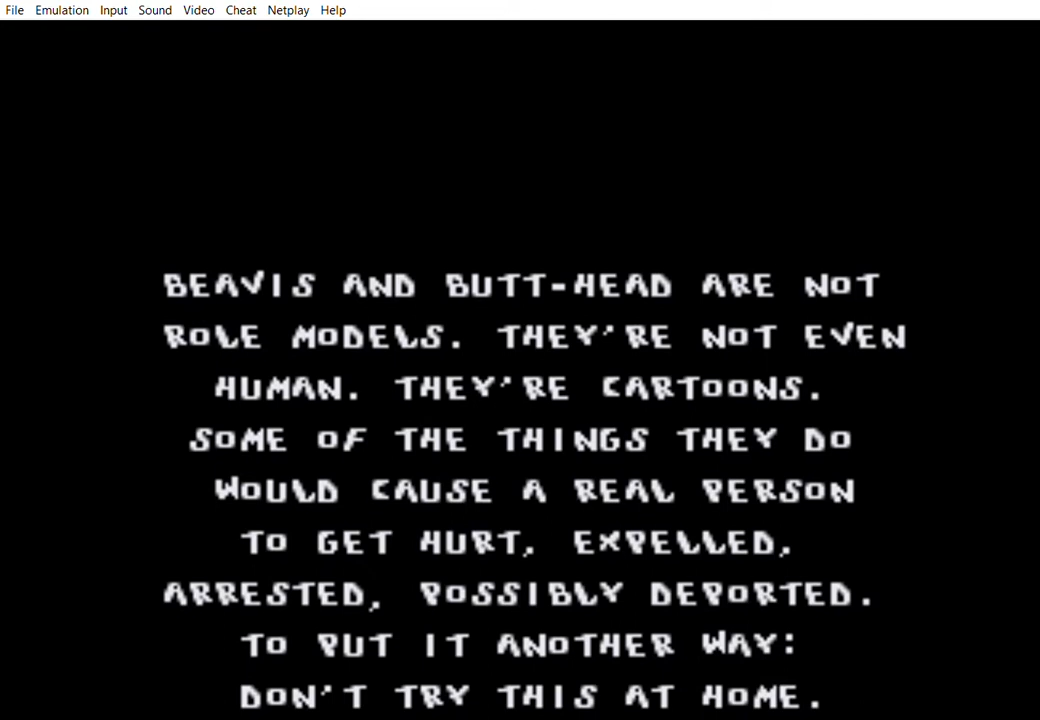 File Emulation Input Sound Video Cheat Netplay Help
BEAVIS AND BUTT-HEAD ARE NOT
ROLE MODELS. THEY'RE NOT EVEN
HUMAN. THEY'RE CARTOONS.
SOME OF THE THINGS THEY DO
WOULD CAUSE A REAL PERSON
TO GET HURT, EXPELLED,
ARRESTED, POSSIBLY DEPORTED.
TO PUT IT ANOTHER WAY:
DON'T TRY THIS AT HOME.